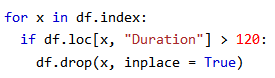 for x in df.index:
  if df.loc[x, "Duration"] > 120:
    df.drop(x, inplace = True)